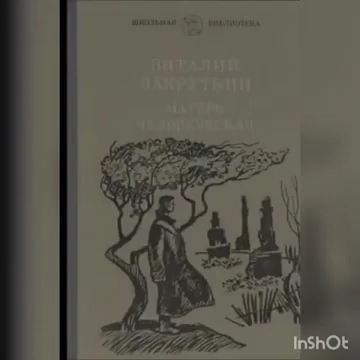 ШКОЛЬНАЯ БИБЛИОТЕКА
ВИТАЛИЙ
ЗАКРУТКИН
МАТЕРЬ
ЧЕЛОВЕЧЕСКАЯ
InShOt